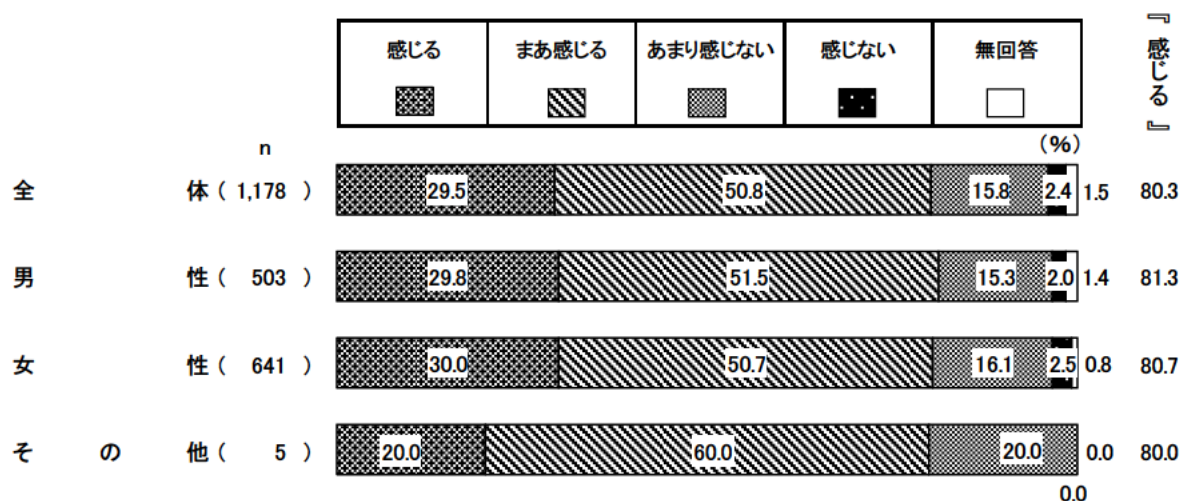 感じる まあ感じる あまり感じない 感じない 無回答
『感じる』
(%)
n
全 体 ( 1,178 ) 29.5 50.8 15.8 2.4 1.5 80.3
男 性 ( 503 ) 29.8 51.5 15.3 2.0 1.4 81.3
女 性 ( 641 ) 30.0 50.7 16.1 2.5 0.8 80.7
そ の 他 ( 5 ) 20.0 60.0 20.0 0.0 80.0
0.0